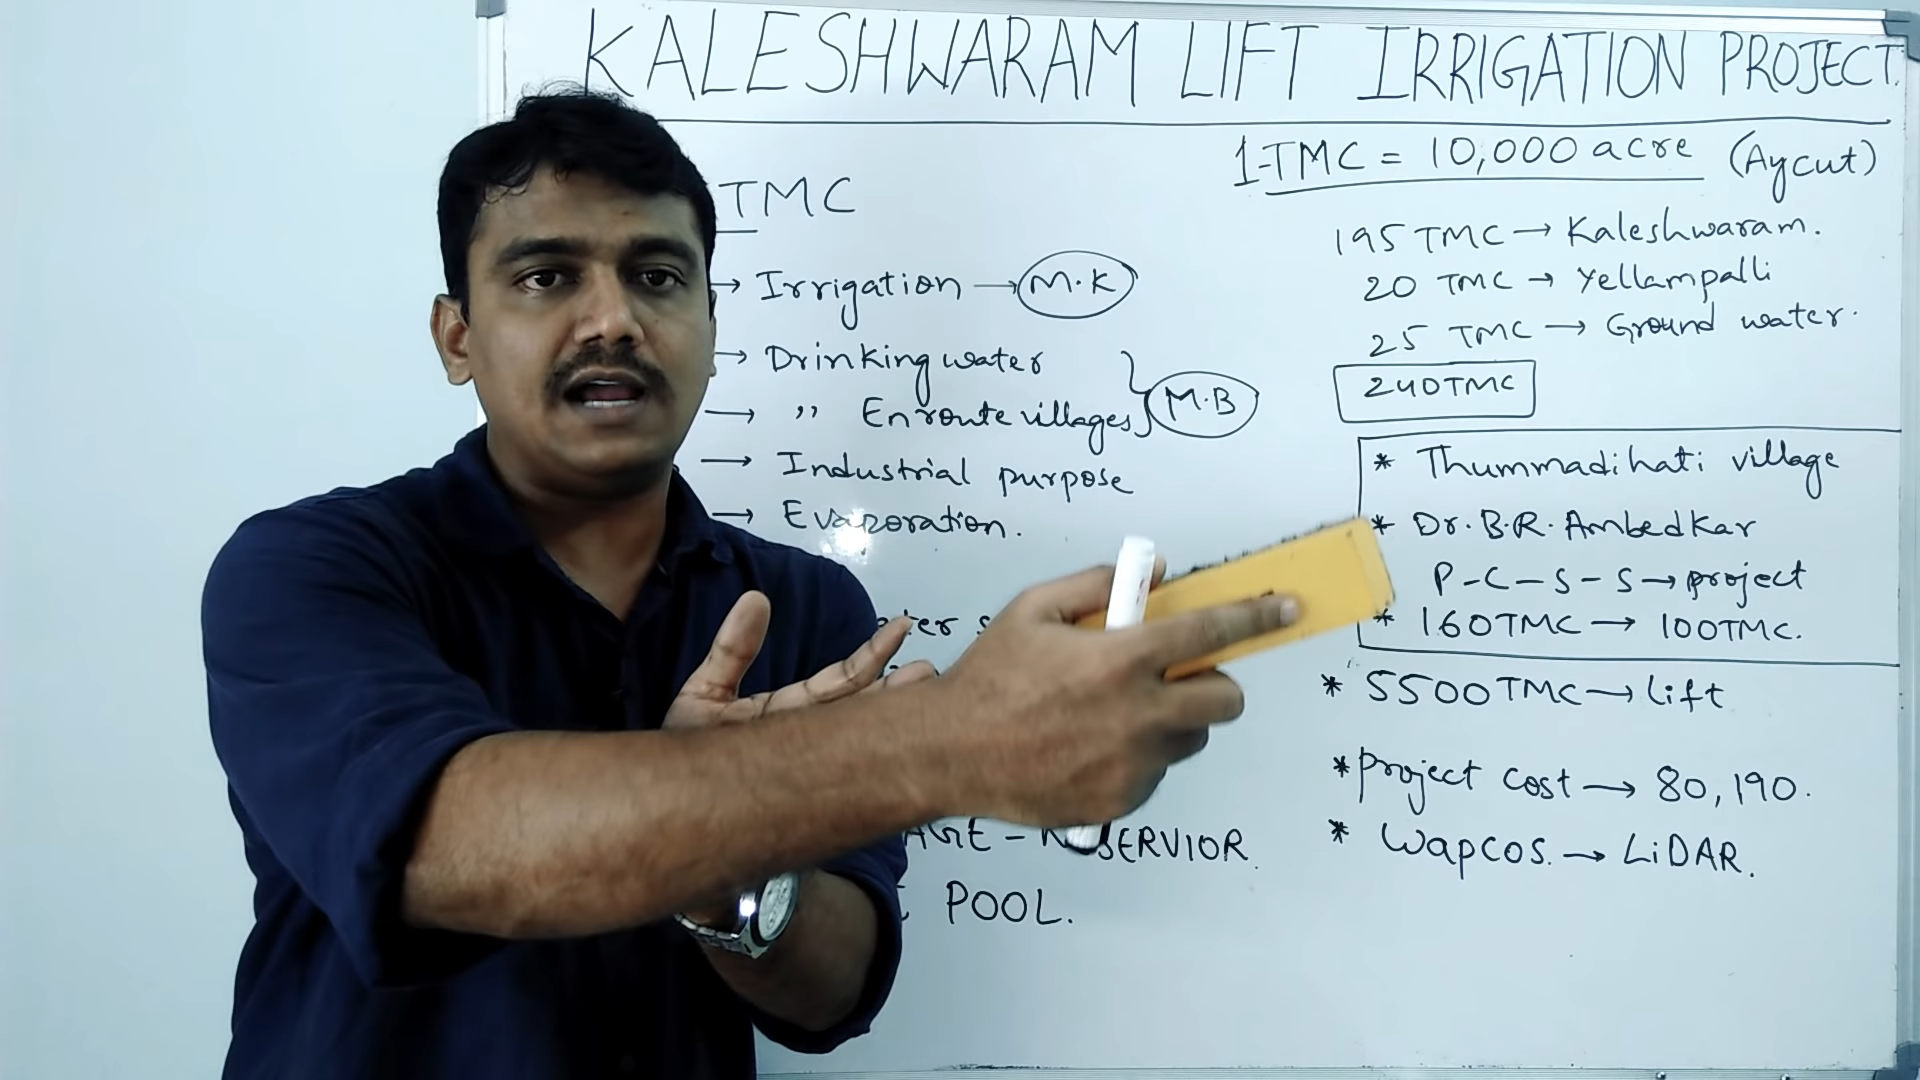 KALESHWARAM LIFT IRRIGATION PROJECT.
1-TMC = 10,000 acre (Aycut)
TMC
195 TMC → Kaleshwaram.
20 TMC → Yellampalli
25 TMC → Ground water.
240TMC
→ Irrigation → M.K
→ Drinking water
→ ,, Enroute villages
M.B
→ Industrial purpose
→ Evaporation.
* Thummadihati village
* Dr. B.R. Ambedkar
P-C-S-S → project
* 160TMC → 100TMC.
* 5500TMC → Lift
* Project cost → 80,190.
* Wapcos. → LiDAR.
SERVIOR
POOL.